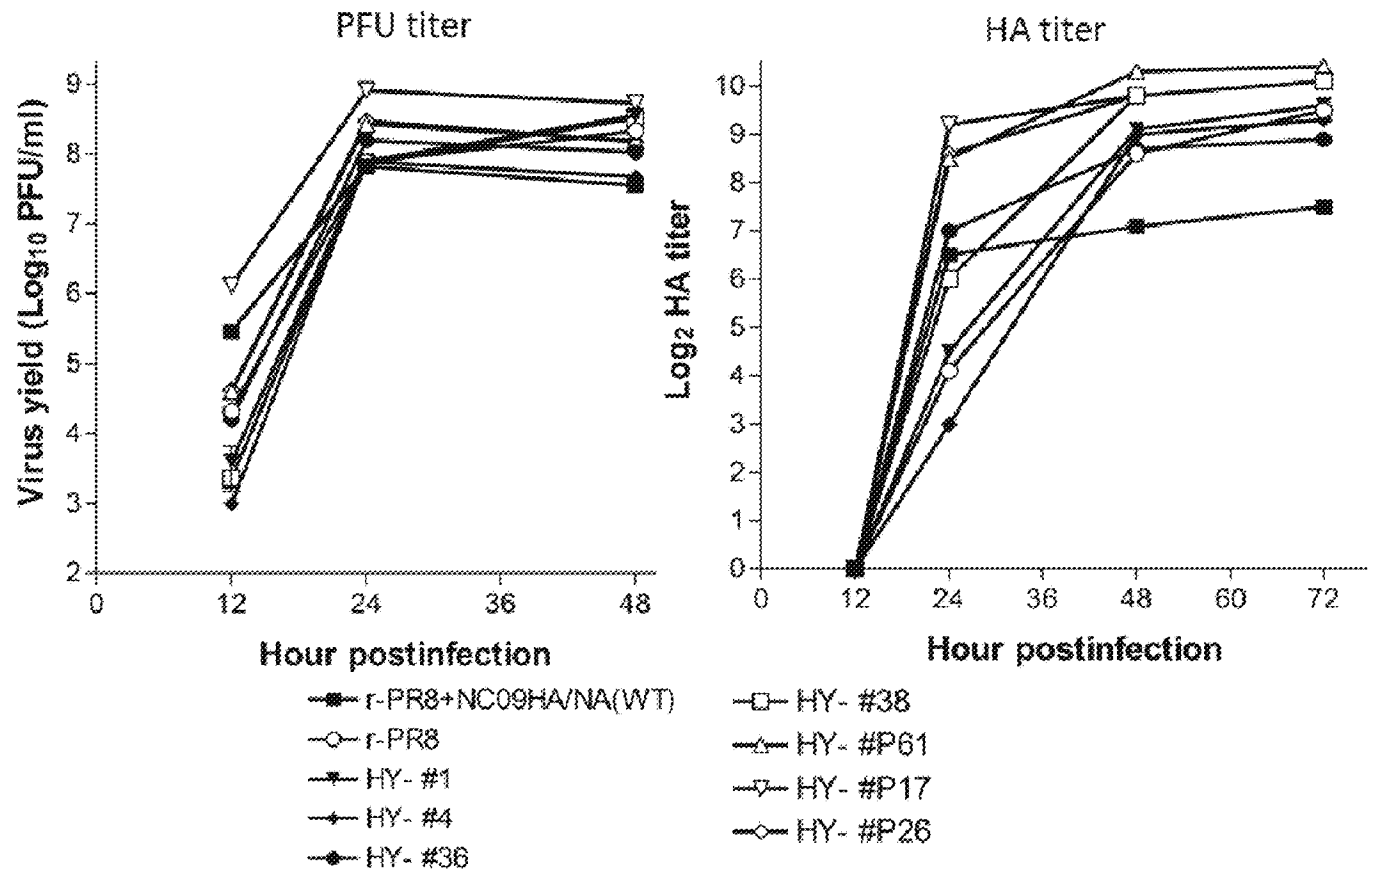 PFU titer
HA titer
Virus yield (Log10 PFU/ml)
9
8
7
6
5
4
3
2
0
12
24
36
48
Hour postinfection
Log2 HA titer
10
9
8
7
6
5
4
3
2
1
0
0
12
24
36
48
60
72
Hour postinfection
r-PR8+NC09HA/NA(WT)
r-PR8
HY- #1
HY- #4
HY- #36
HY- #38
HY- #P61
HY- #P17
HY- #P26